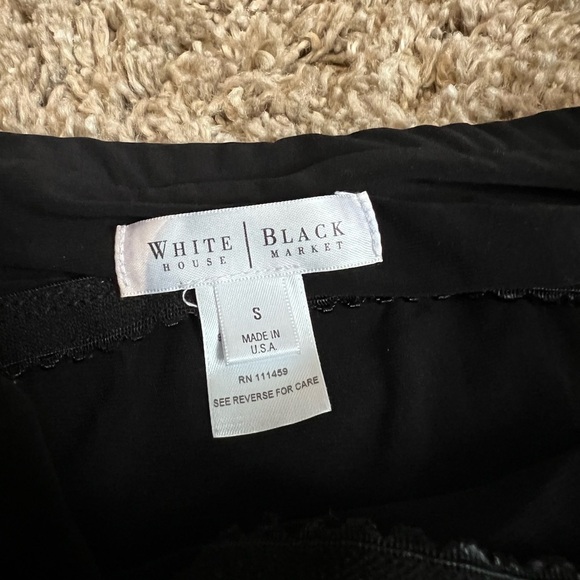 WHITE | BLACK
HOUSE MARKET
S
MADE IN
U.S.A.
RN 111459
SEE REVERSE FOR CARE